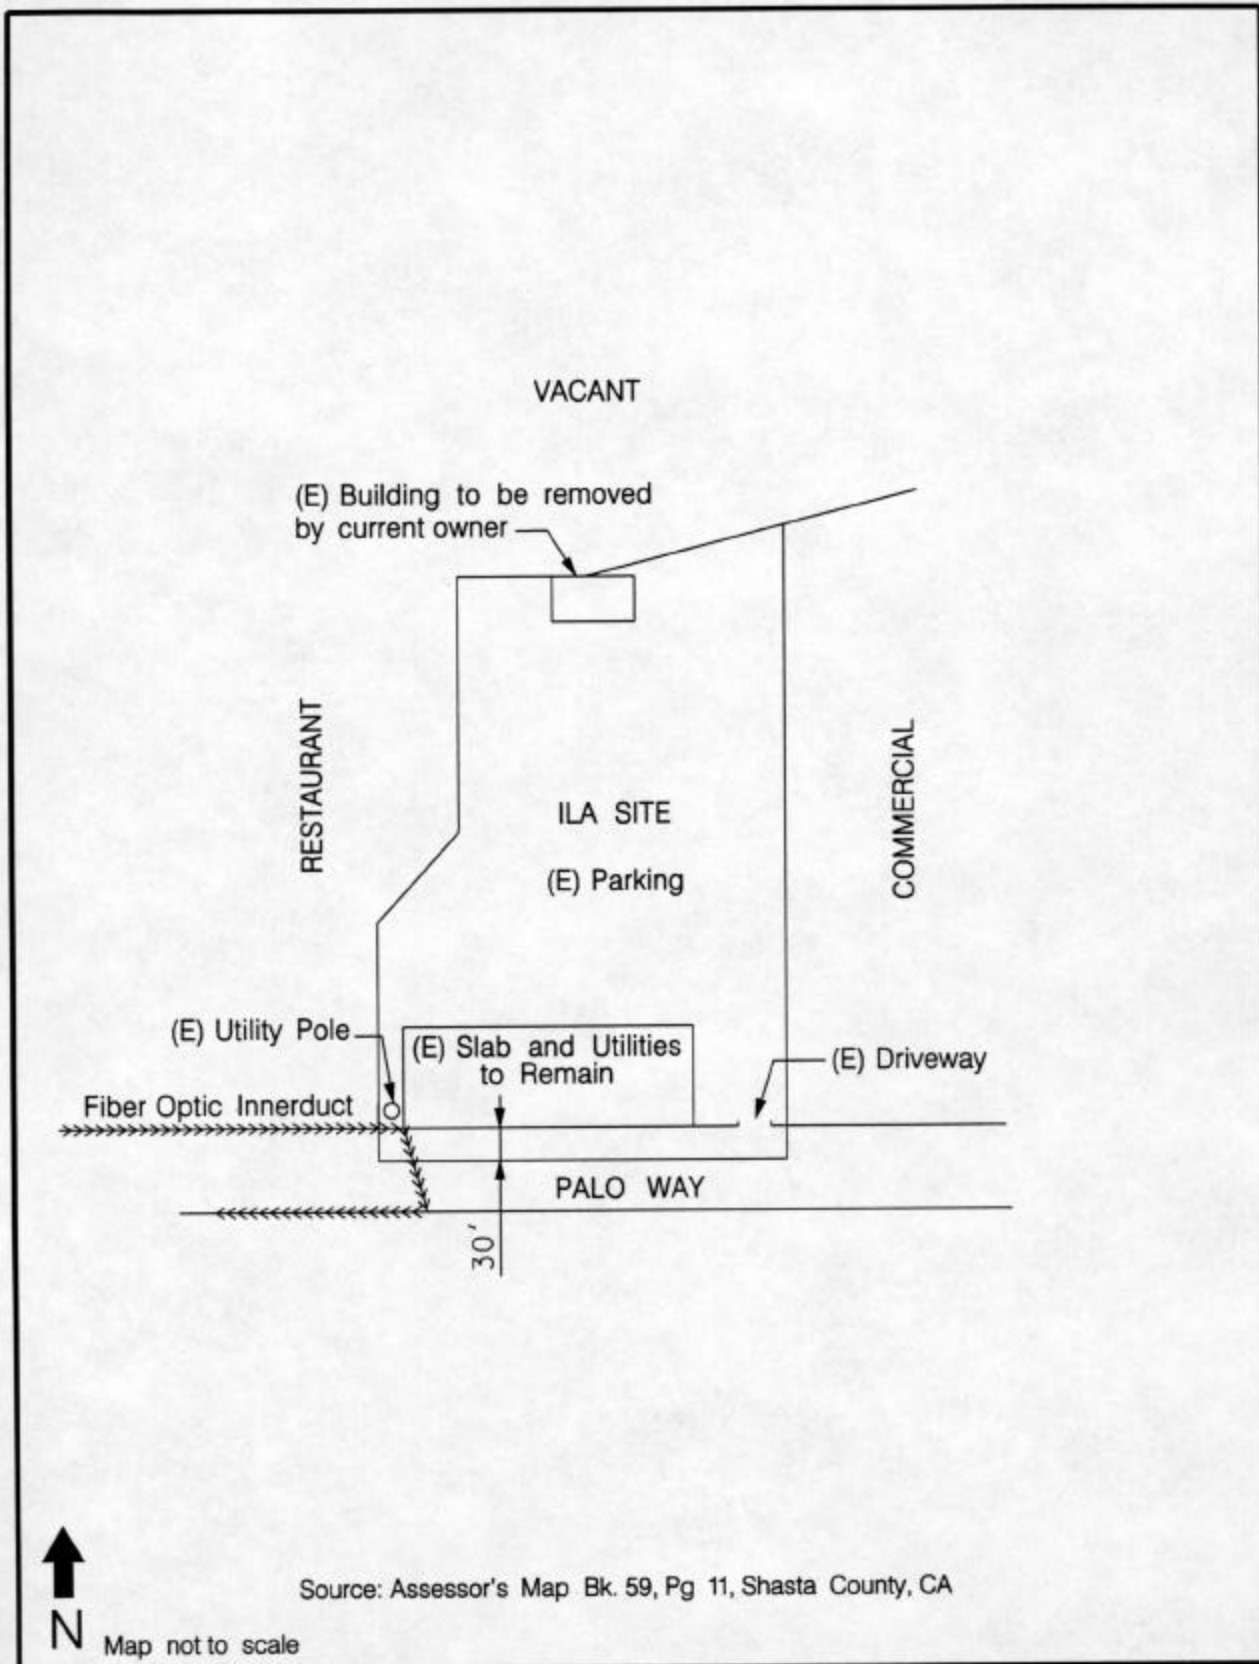 VACANT
(E) Building to be removed
by current owner
RESTAURANT
COMMERCIAL
ILA SITE
(E) Parking
(E) Utility Pole
(E) Slab and Utilities
to Remain
(E) Driveway
Fiber Optic Innerduct
PALO WAY
30'
Source: Assessor's Map Bk. 59, Pg 11, Shasta County, CA
N
Map not to scale